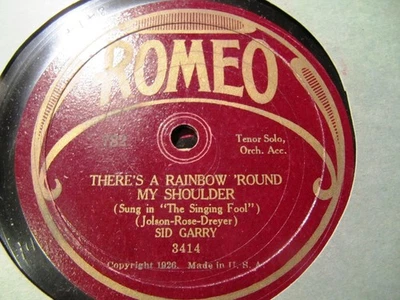 ROMEO
782
Tenor Solo,
Orch. Acc.
THERE'S A RAINBOW 'ROUND
MY SHOULDER
(Sung in "The Singing Fool")
(Jolson-Rose-Dreyer)
SID GARRY
3414
Copyright 1926. Made in U. S. A.